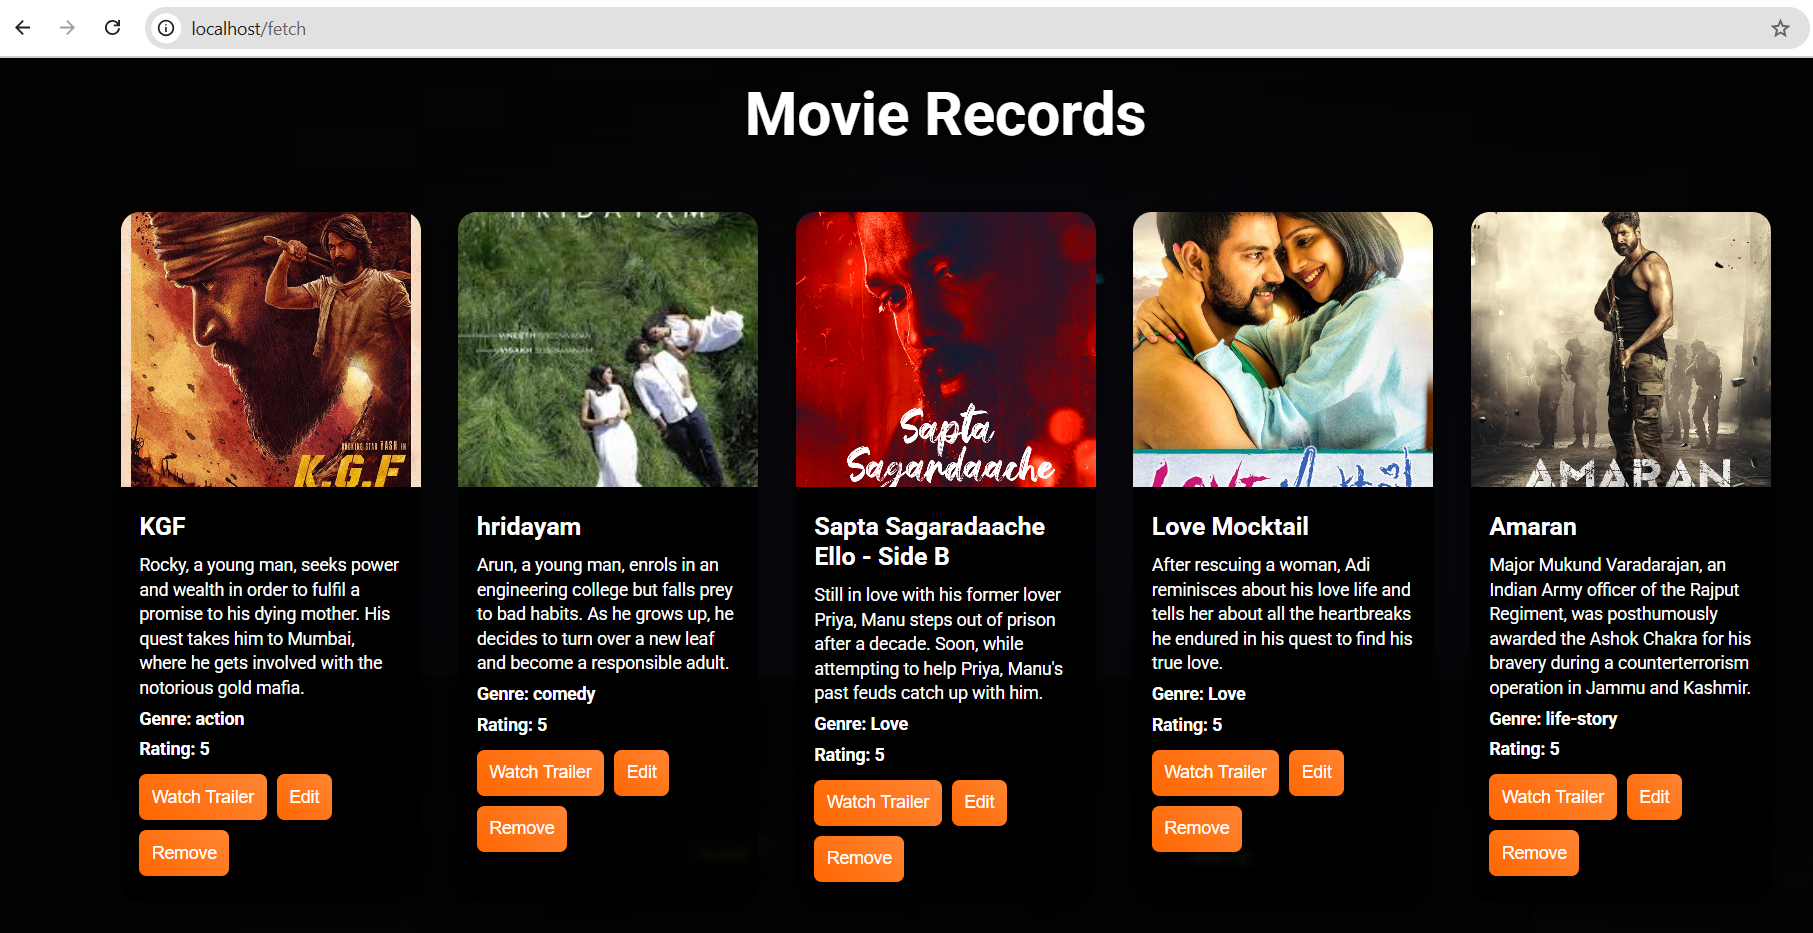 localhost/fetch
Movie Records
ROCKING STAR YASH IN
K.G.F
KGF
Rocky, a young man, seeks power
and wealth in order to fulfil a
promise to his dying mother. His
quest takes him to Mumbai,
where he gets involved with the
notorious gold mafia.
Genre: action
Rating: 5
Watch Trailer
Edit
Remove
HRIDAYAM
VINEETH SREENIVASAN
VISAKH SUBRAMANIAM
hridayam
Arun, a young man, enrols in an
engineering college but falls prey
to bad habits. As he grows up, he
decides to turn over a new leaf
and become a responsible adult.
Genre: comedy
Rating: 5
Watch Trailer
Edit
Remove
Sapta
Sagardaache
Sapta Sagaradaache
Ello - Side B
Still in love with his former lover
Priya, Manu steps out of prison
after a decade. Soon, while
attempting to help Priya, Manu's
past feuds catch up with him.
Genre: Love
Rating: 5
Watch Trailer
Edit
Remove
LOVE
Love Mocktail
After rescuing a woman, Adi
reminisces about his love life and
tells her about all the heartbreaks
he endured in his quest to find his
true love.
Genre: Love
Rating: 5
Watch Trailer
Edit
Remove
AMARAN
Amaran
Major Mukund Varadarajan, an
Indian Army officer of the Rajput
Regiment, was posthumously
awarded the Ashok Chakra for his
bravery during a counterterrorism
operation in Jammu and Kashmir.
Genre: life-story
Rating: 5
Watch Trailer
Edit
Remove